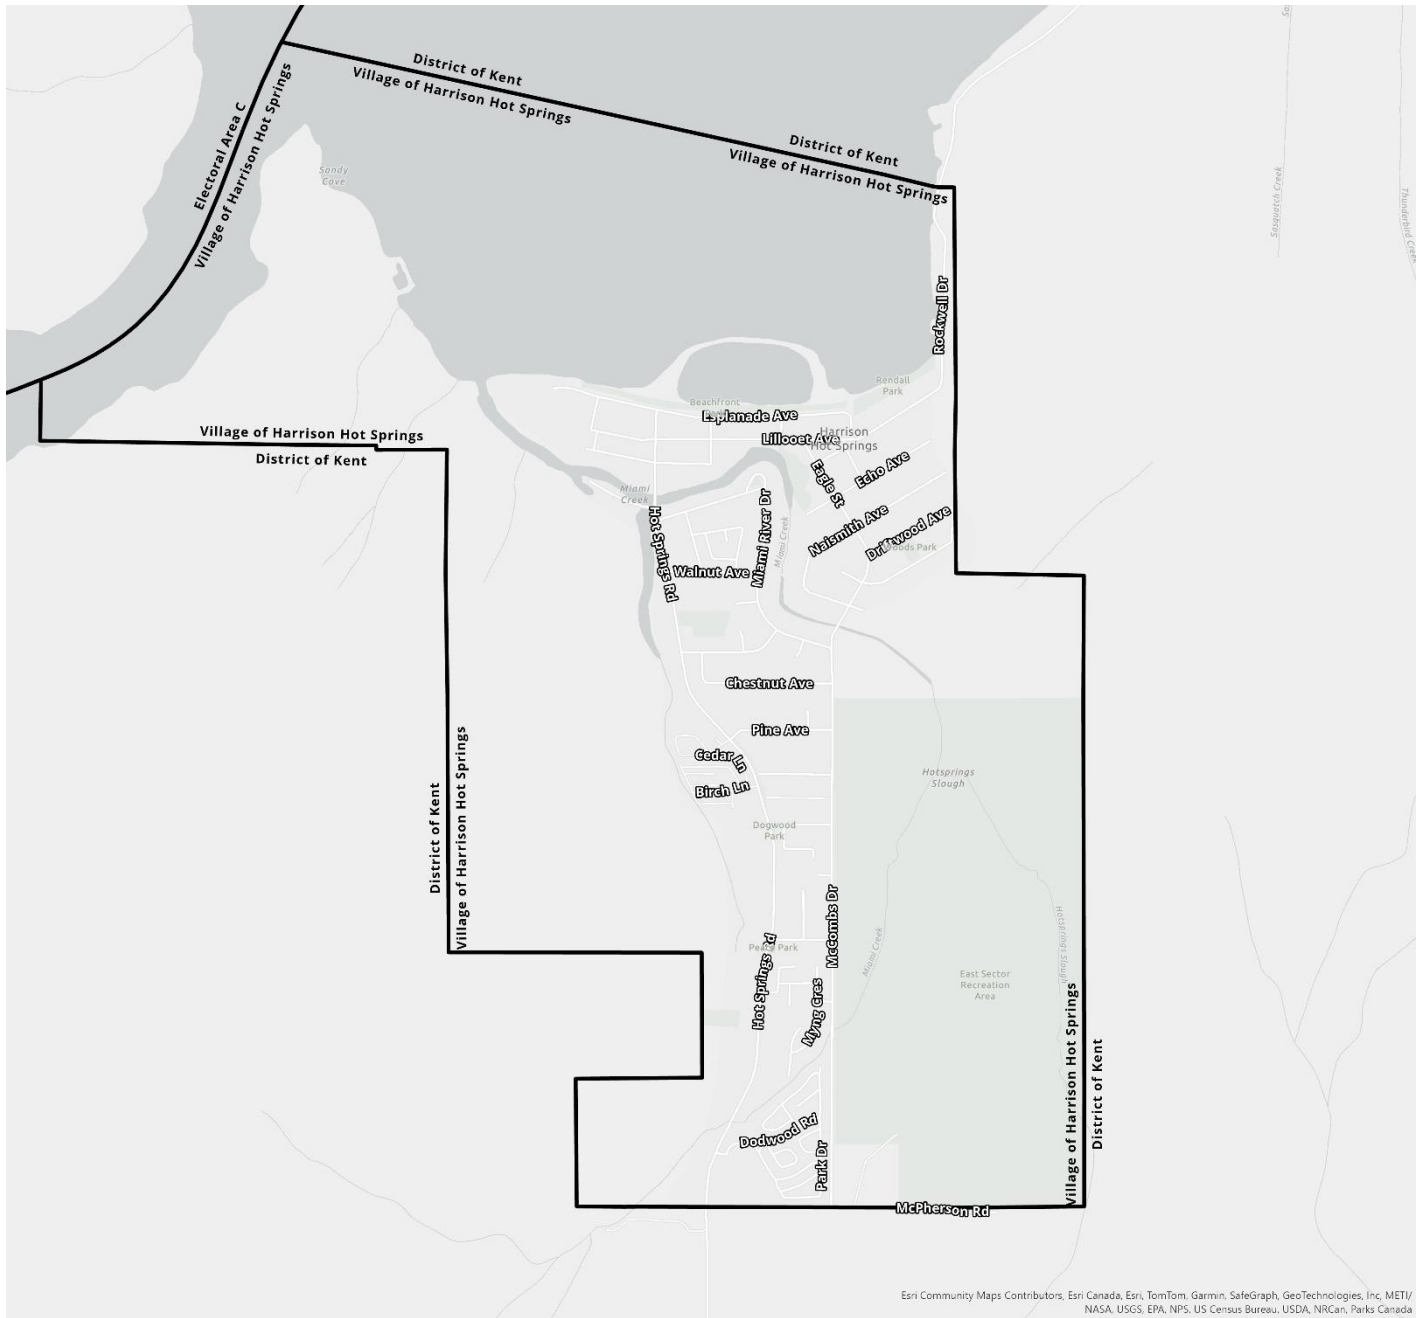 District of Kent
Village of Harrison Hot Springs
Electoral Area C
Village of Harrison Hot Springs
District of Kent
Village of Harrison Hot Springs
Sandy
Cove
Sasquatch Creek
Thunderbird Creek
Rockwell Dr
Rendall
Park
Beachfront
Esplanade Ave
Lillooet Ave
Harrison
Hot Springs
Village of Harrison Hot Springs
District of Kent
Echo Ave
Eagle St
Miami
Creek
Miami River Dr
Hot Springs Rd
Miami Creek
Naismith Ave
Driftwood Ave
Park
Walnut Ave
Chestnut Ave
Pine Ave
Cedar Ln
Birch Ln
Hotsprings
Slough
Dogwood
Park
District of Kent
Village of Harrison Hot Springs
McCombs Dr
Hot Springs Rd
Park
Miami Creek
Hotsprings Slough
East Sector
Recreation
Area
Myng Cres
Village of Harrison Hot Springs
District of Kent
Dodwood Rd
Park Dr
McPherson Rd
Esri Community Maps Contributors, Esri Canada, Esri, TomTom, Garmin, SafeGraph, GeoTechnologies, Inc, METI/
NASA, USGS, EPA, NPS, US Census Bureau, USDA, NRCan, Parks Canada